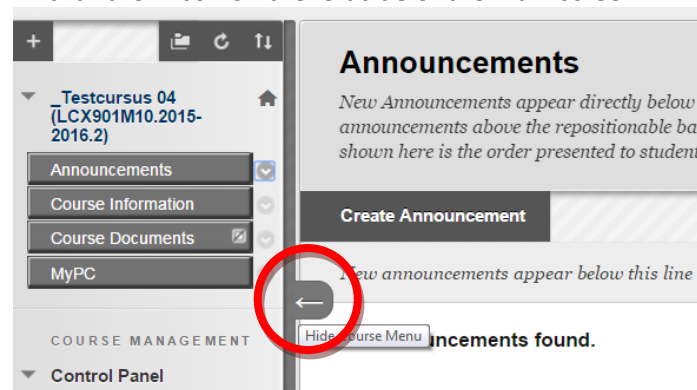 _Testcursus 04
(LCX901M10.2015-
2016.2)
Announcements
Course Information
Course Documents
MyPC
COURSE MANAGEMENT
Control Panel
Announcements
New Announcements appear directly below
announcements above the repositionable ba
shown here is the order presented to student
Create Announcement
New announcements appear below this line
Hide Course Menu
uncements found.